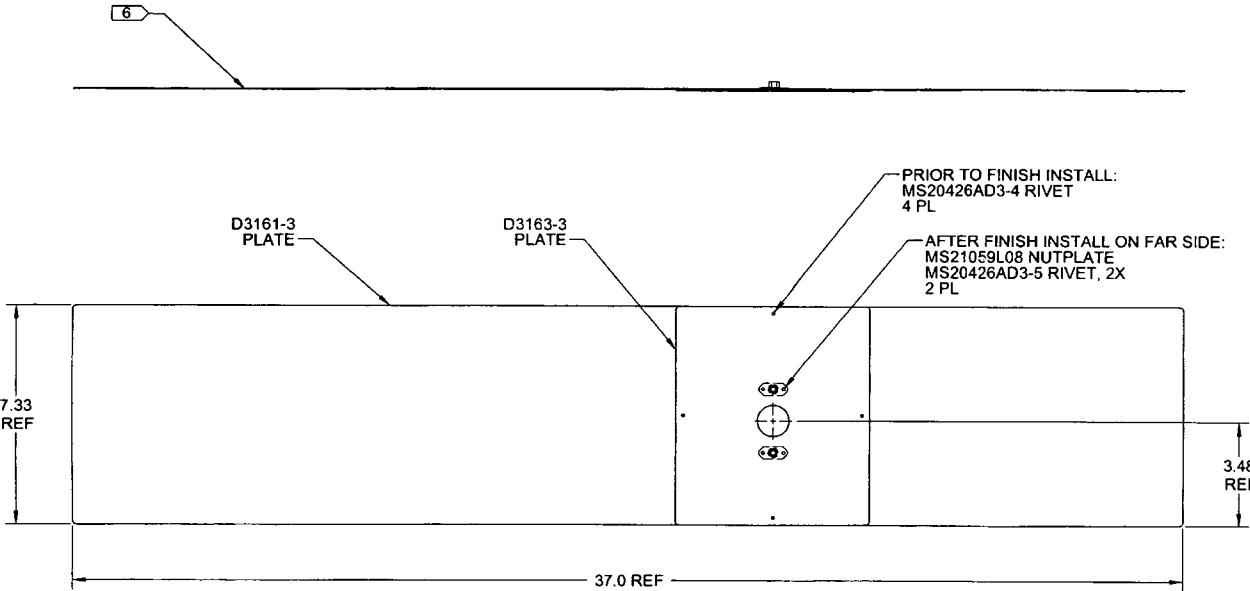 6
PRIOR TO FINISH INSTALL:
MS20426AD3-4 RIVET
4 PL
D3161-3
PLATE
D3163-3
PLATE
AFTER FINISH INSTALL ON FAR SIDE:
MS21059L08 NUTPLATE
MS20426AD3-5 RIVET, 2X
2 PL
7.33
REF
3.48
REF
37.0 REF